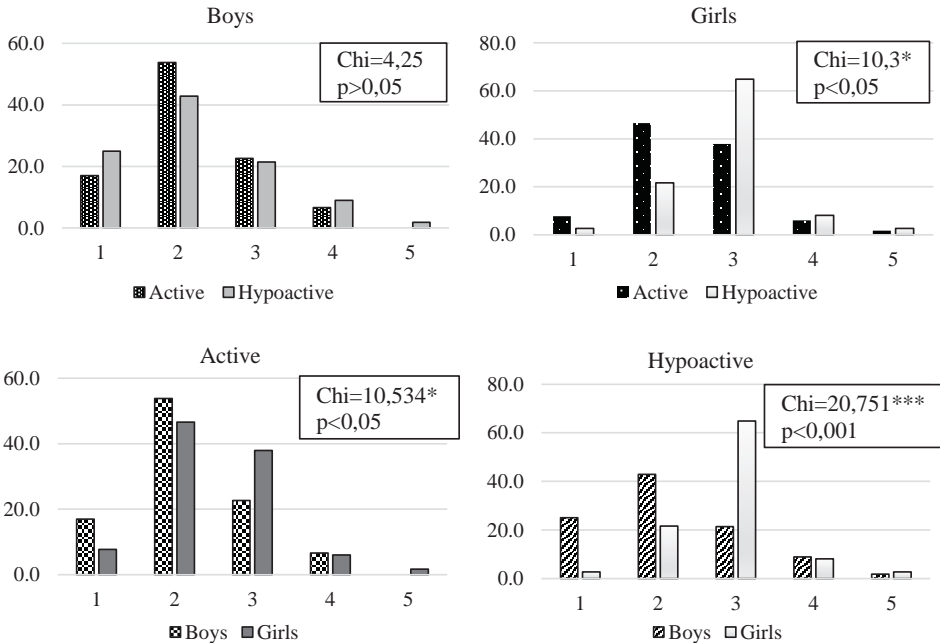 Boys
60.0
40.0
20.0
0.0
Chi=4,25
p>0,05
1 2 3 4 5
Active Hypoactive
Girls
80.0
60.0
40.0
20.0
0.0
Chi=10,3*
p<0,05
1 2 3 4 5
Active Hypoactive
Active
60.0
40.0
20.0
0.0
Chi=10,534*
p<0,05
1 2 3 4 5
Boys Girls
Hypoactive
80.0
60.0
40.0
20.0
0.0
Chi=20,751***
p<0,001
1 2 3 4 5
Boys Girls